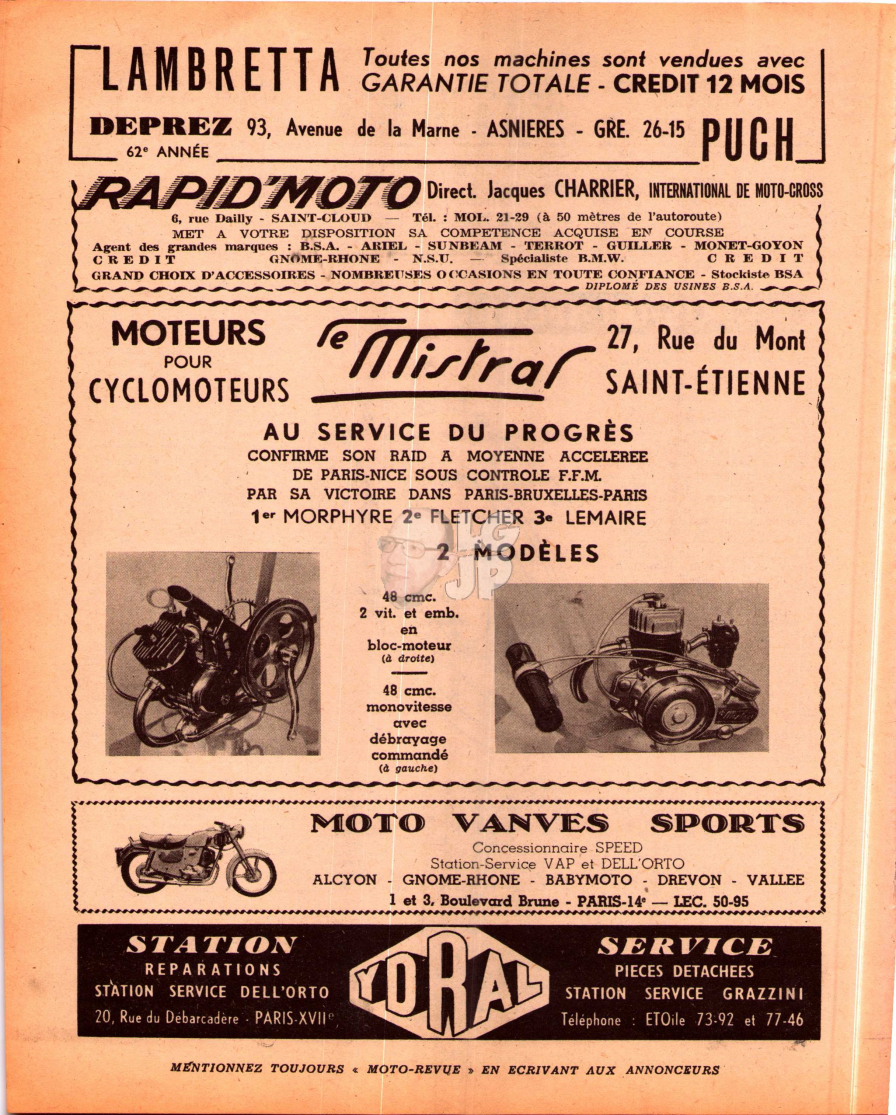 LAMBRETTA
Toutes nos machines sont vendues avec
GARANTIE TOTALE - CREDIT 12 MOIS
DEPREZ 93, Avenue de la Marne - ASNIERES - GRE. 26-15 PUCH
62e ANNÉE
RAPID'MOTO Direct. Jacques CHARRIER, INTERNATIONAL DE MOTO-CROSS
6, rue Dailly - SAINT-CLOUD — Tél. : MOL. 21-29 (à 50 mètres de l'autoroute)
MET A VOTRE DISPOSITION SA COMPETENCE ACQUISE EN COURSE
Agent des grandes marques : B.S.A. - ARIEL - SUNBEAM - TERROT - GUILLER - MONET-GOYON
CREDIT GNOME-RHONE - N.S.U. — Spécialiste B.M.W. CREDIT
GRAND CHOIX D'ACCESSOIRES - NOMBREUSES OCCASIONS EN TOUTE CONFIANCE - Stockiste BSA
DIPLOMÉ DES USINES B.S.A.
MOTEURS
POUR
CYCLOMOTEURS
le Mistral
27, Rue du Mont
SAINT-ÉTIENNE
AU SERVICE DU PROGRÈS
CONFIRME SON RAID A MOYENNE ACCELEREE
DE PARIS-NICE SOUS CONTROLE F.F.M.
PAR SA VICTOIRE DANS PARIS-BRUXELLES-PARIS
1er MORPHYRE 2e FLETCHER 3e LEMAIRE
2 MODÈLES
LGJP
48 cmc.
2 vit. et emb.
en
bloc-moteur
(à droite)
48 cmc.
monovitesse
avec
débrayage
commandé
(à gauche)
Mistral
MOTO VANVES SPORTS
Concessionnaire SPEED
Station-Service VAP et DELL'ORTO
ALCYON - GNOME-RHONE - BABYMOTO - DREVON - VALLEE
1 et 3, Boulevard Brune - PARIS-14e — LEC. 50-95
STATION
REPARATIONS
STATION SERVICE DELL'ORTO
20, Rue du Débarcadère - PARIS-XVIIe
YDRAL
SERVICE
PIECES DETACHEES
STATION SERVICE GRAZZINI
Téléphone : ETOile 73-92 et 77-46
MENTIONNEZ TOUJOURS « MOTO-REVUE » EN ECRIVANT AUX ANNONCEURS